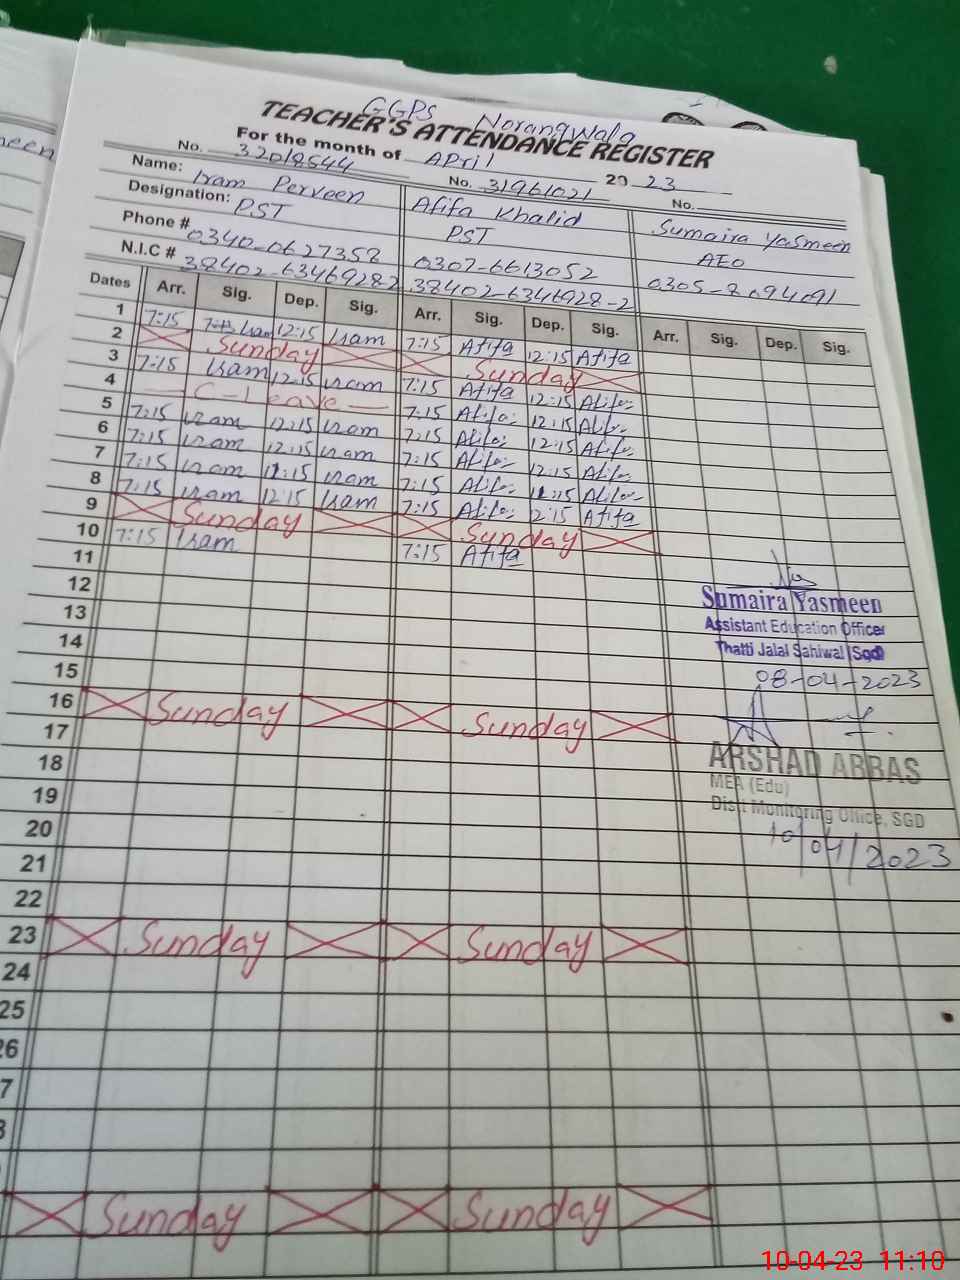 GGPS Norangwala
TEACHER'S ATTENDANCE REGISTER
For the month of April 2023
No. 32018544 No. 31961021 No.
Name: Iram Perveen Afifa Khalid Sumaira Yasmeen
Designation: PST PST AEO
Phone # 0340-0627358 0307-6613052 0305-8094091
N.I.C # 38402-6346928-2 38402-6346928-2
Dates Arr. Sig. Dep. Sig. Arr. Sig. Dep. Sig. Arr. Sig. Dep. Sig.
1 7:15 Iram 12:15 Iram 7:15 Afifa 12:15 Afifa
2 Sunday Sunday
3 7:15 Iram 12:15 Iram 7:15 Afifa 12:15 Afifa
4 C-Leave 7:15 Afifa 12:15 Afifa
5 7:15 Iram 12:15 Iram 7:15 Afifa 12:15 Afifa
6 7:15 Iram 12:15 Iram 7:15 Afifa 12:15 Afifa
7 7:15 Iram 12:15 Iram 7:15 Afifa 12:15 Afifa
8 7:15 Iram 12:15 Iram 7:15 Afifa 12:15 Afifa
9 Sunday Sunday
10 7:15 Iram 7:15 Afifa
11
12
13
14
15
16 Sunday Sunday
17
18
19
20
21
22
23 Sunday Sunday
24
25
26
7
8
Sunday Sunday
Sumaira Yasmeen
Assistant Education Officer
Thatti Jalal Sahiwal (Sgd)
08-04-2023
ARSHAD ABBAS
MEA (Edu)
Distt Monitoring Office, SGD
10/04/2023
10-04-23 11:10